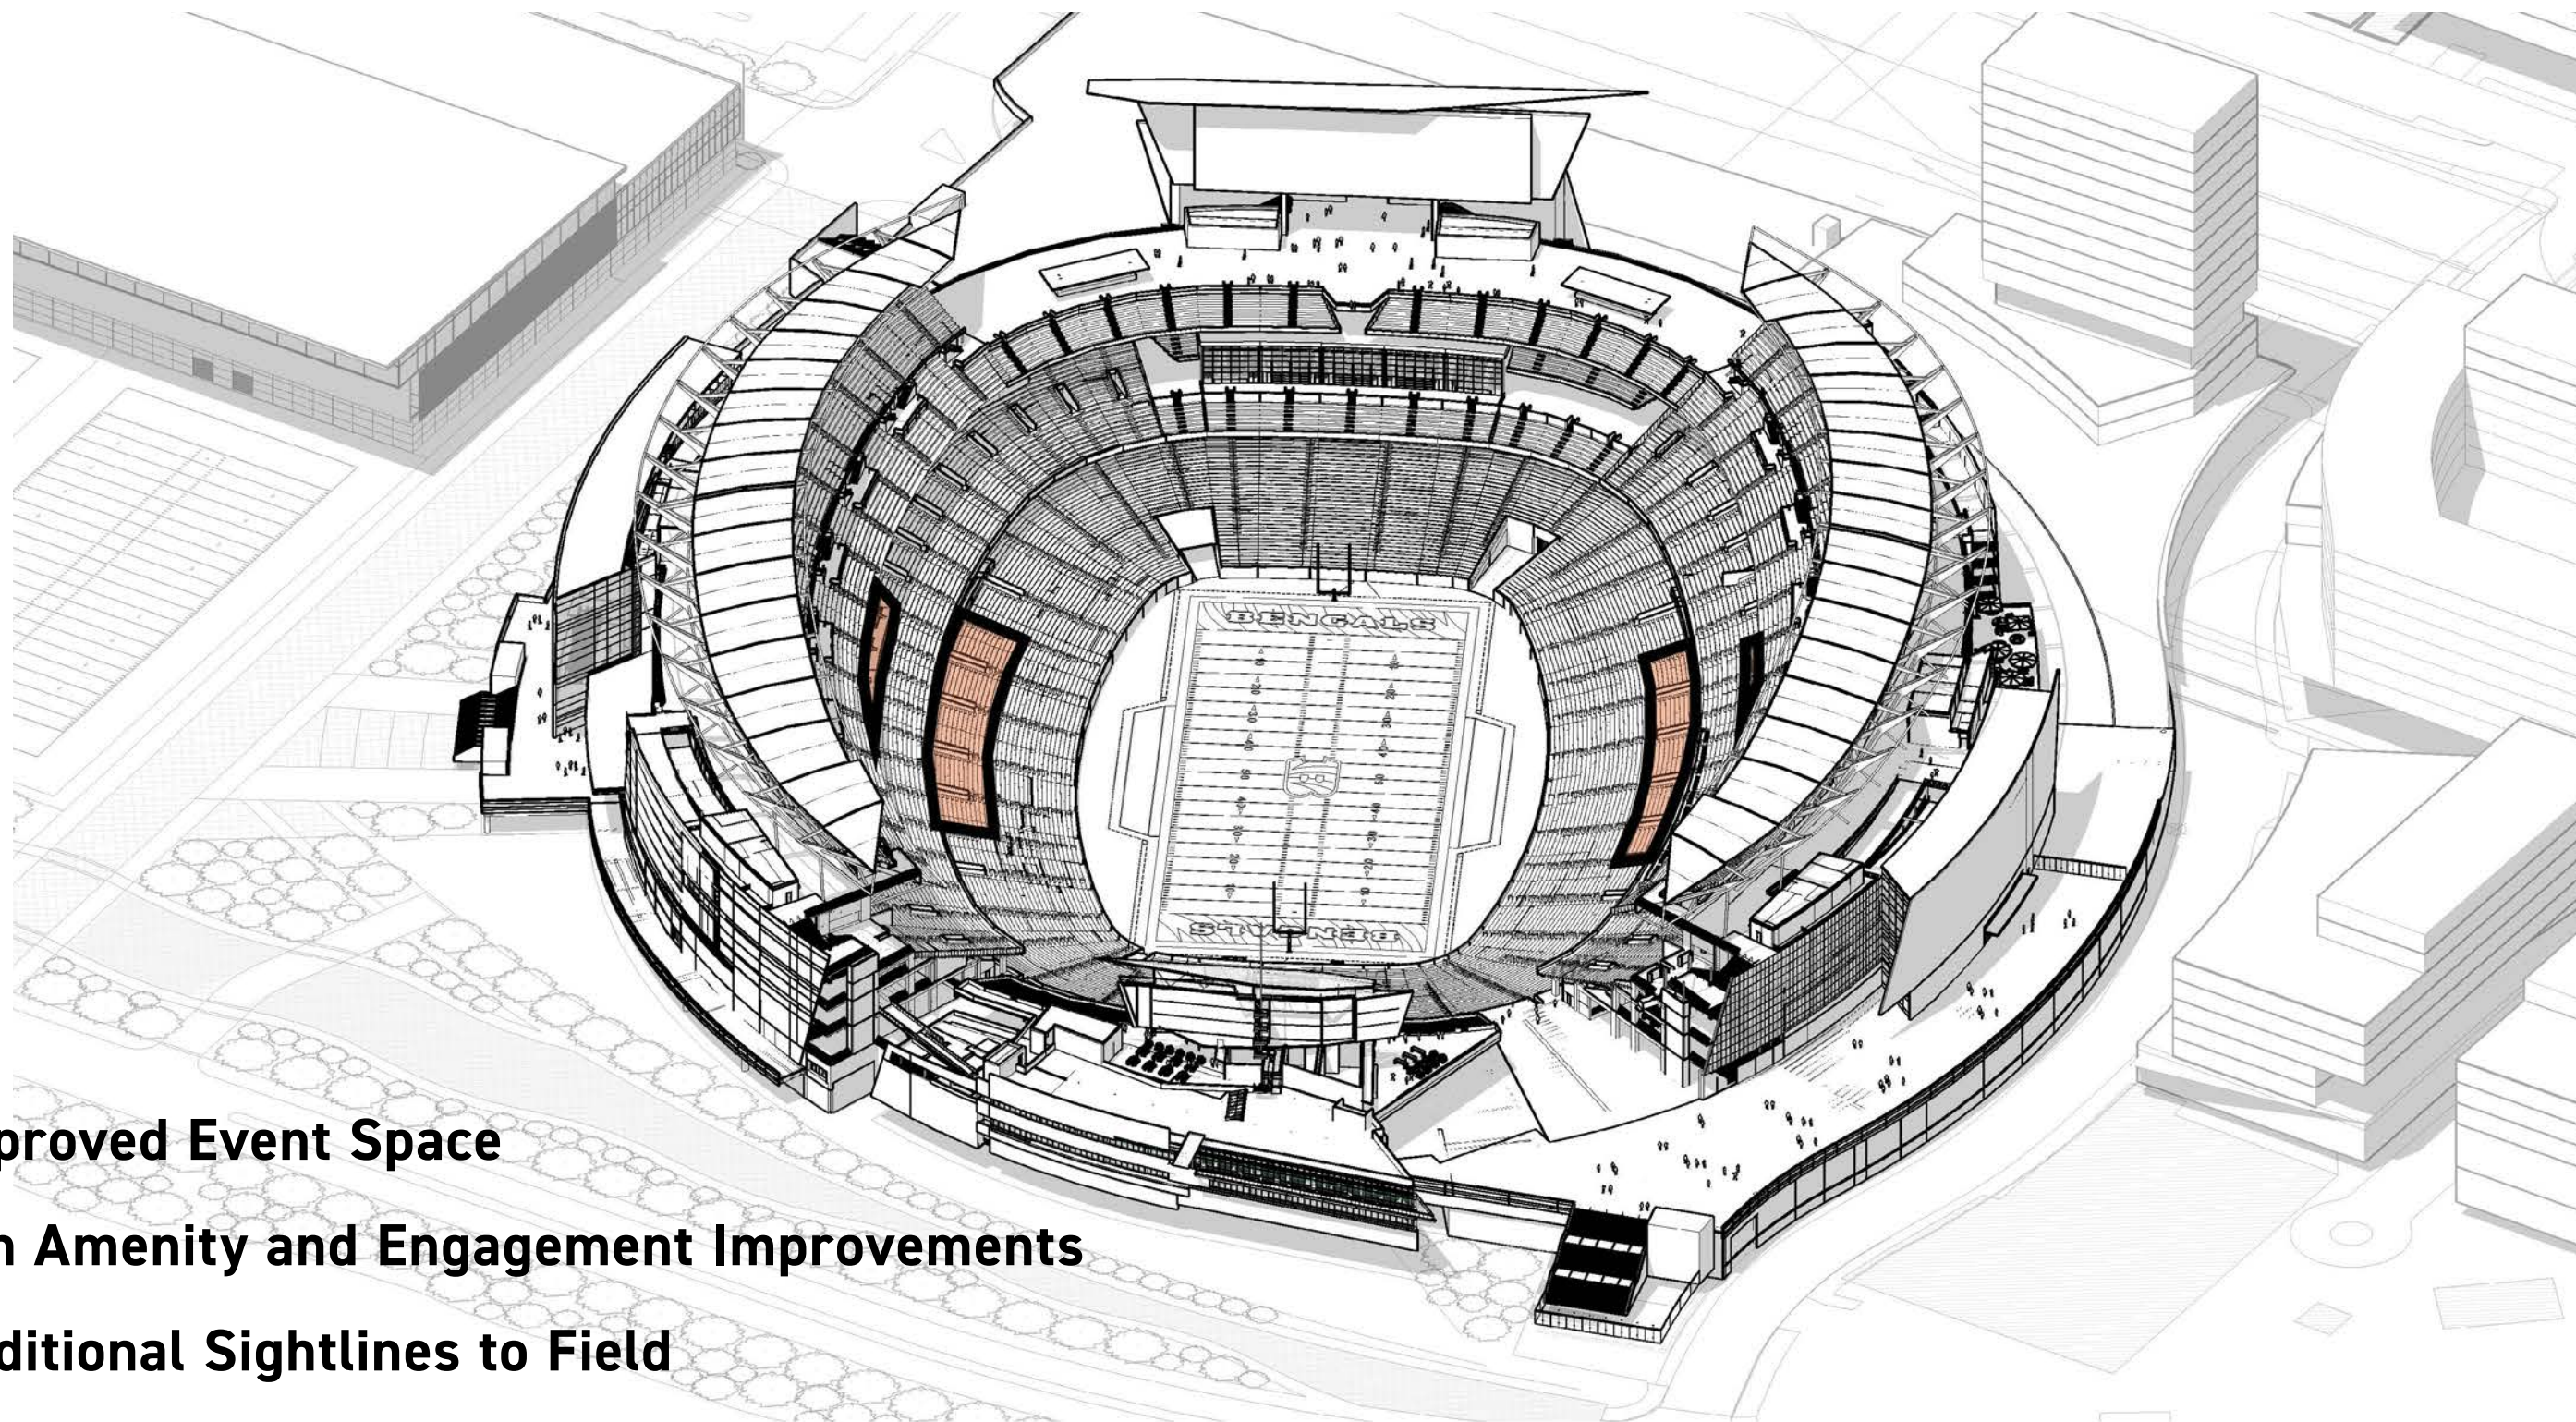 BENGALS
BENGALS
proved Event Space
n Amenity and Engagement Improvements
ditional Sightlines to Field